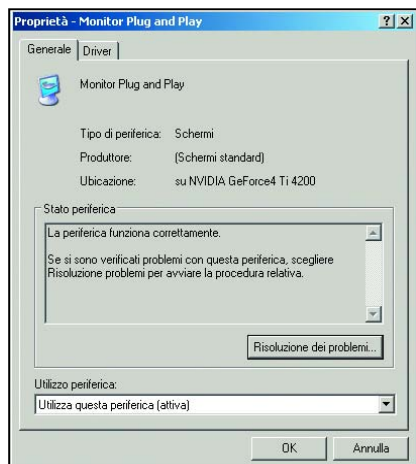 Proprietà - Monitor Plug and Play
Generale
Driver
Monitor Plug and Play
Tipo di periferica: Schermi
Produttore: (Schermi standard)
Ubicazione: su NVIDIA GeForce4 Ti 4200
Stato periferica
La periferica funziona correttamente.
Se si sono verificati problemi con questa periferica, scegliere
Risoluzione problemi per avviare la procedura relativa.
Risoluzione dei problemi...
Utilizzo periferica:
Utilizza questa periferica (attiva)
OK
Annulla